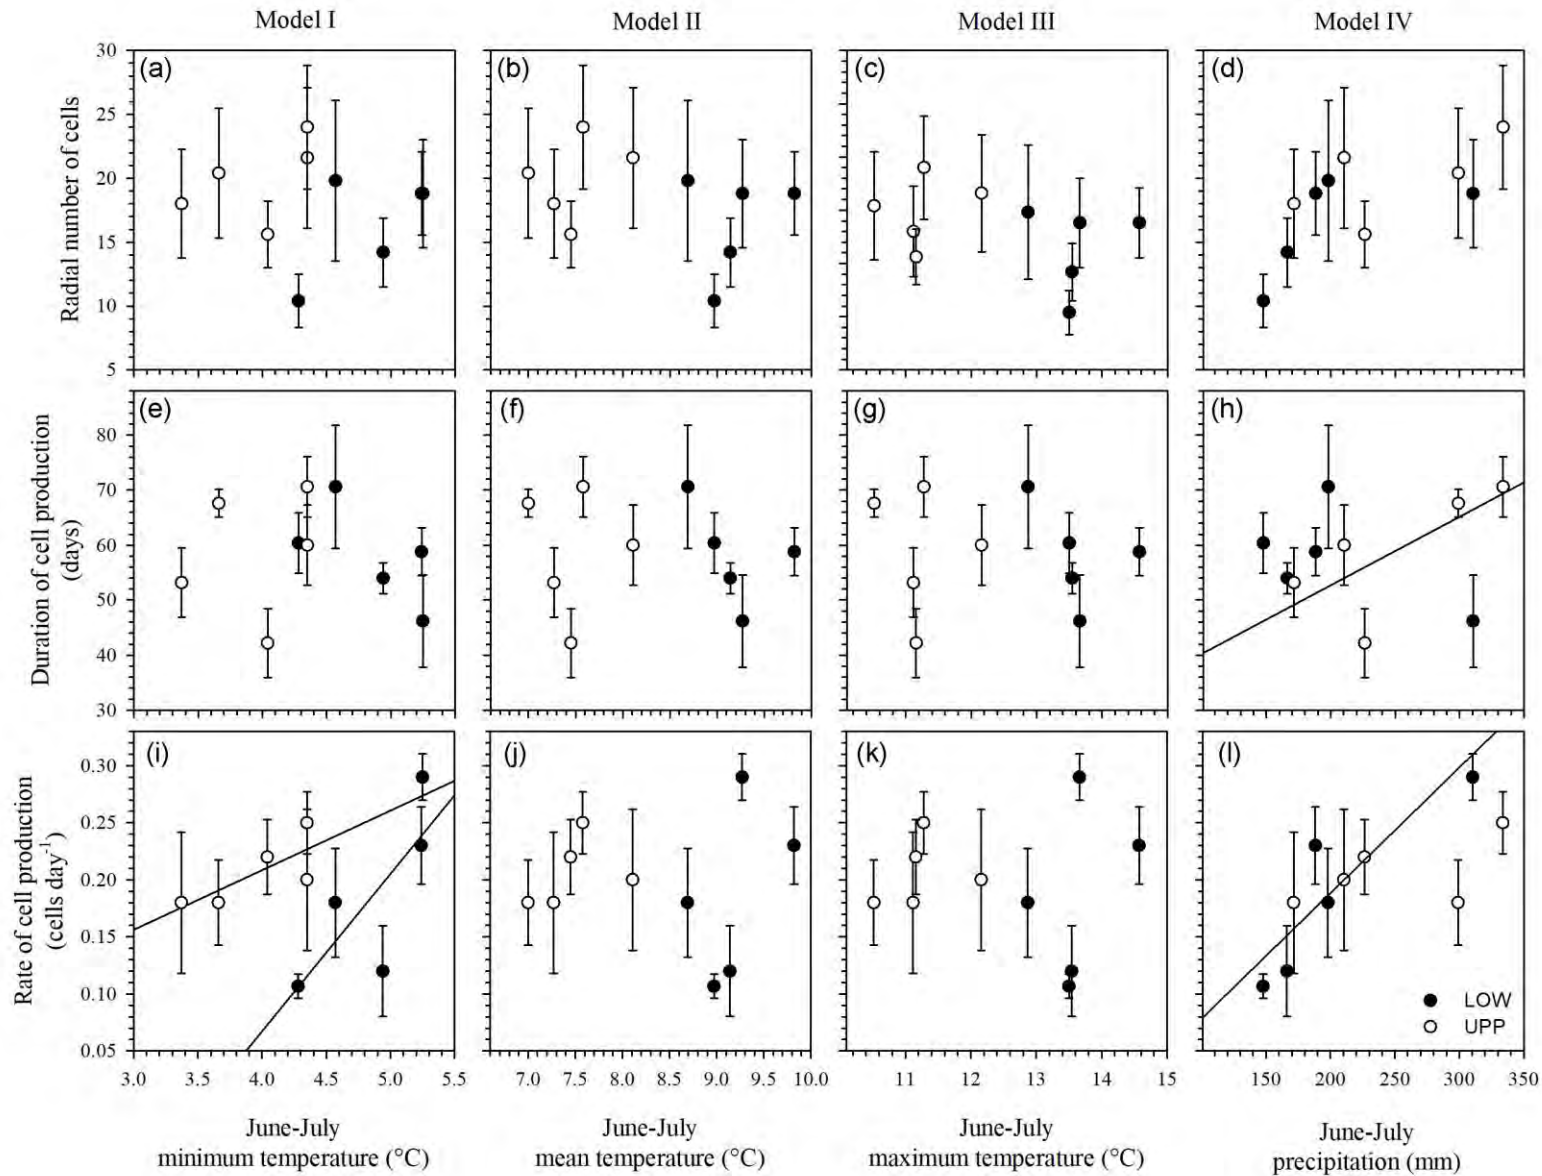 Model I Model II Model III Model IV
30 (a) (b) (c) (d)
25
20
15
10
5
Radial number of cells
(e) (f) (g) (h)
80
70
60
50
40
30
Duration of cell production
(days)
(i) (j) (k) (l)
0.30
0.25
0.20
0.15
0.10
0.05
Rate of cell production
(cells day⁻¹)
LOW
UPP
3.0 4.0 4.5 5.0 5.5 7.0 7.5 8.0 8.5 9.0 9.5 10.0 11 12 13 14 15 150 200 250 300 350
June-July June-July June-July June-July
minimum temperature (°C) mean temperature (°C) maximum temperature (°C) precipitation (mm)